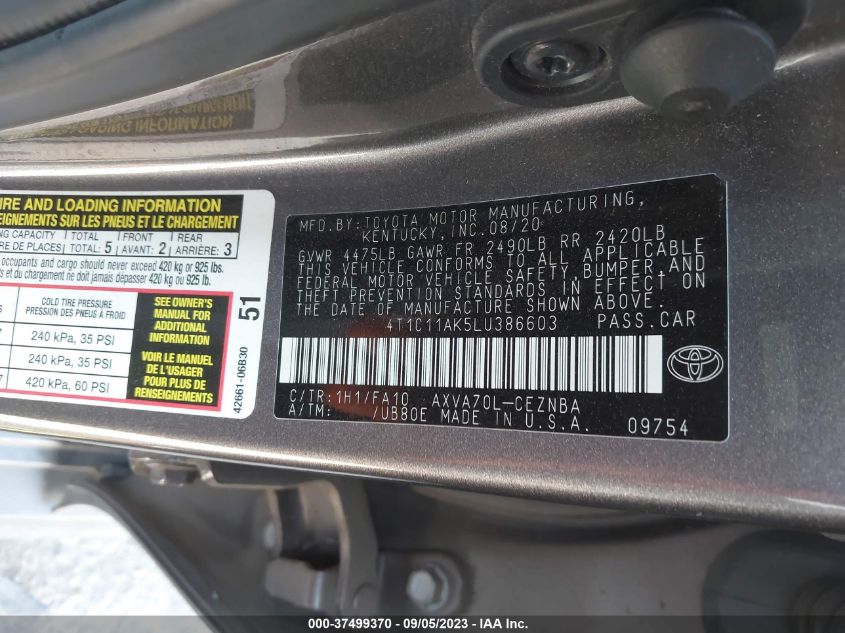 IRE AND LOADING INFORMATION
EIGNEMENTS SUR LES PNEUS ET LE CHARGEMENT
NG CAPACITY TOTAL FRONT REAR
RE DE PLACES TOTAL: 5 AVANT: 2 ARRIÈRE: 3
occupants and cargo should never exceed 420 kg or 925 lbs.
et du chargement ne doit jamais dépasser 420 kg ou 925 lb.
COLD TIRE PRESSURE
PRESSION DES PNEUS À FROID
240 kPa, 35 PSI
240 kPa, 35 PSI
420 kPa, 60 PSI
SEE OWNER'S
MANUAL FOR
ADDITIONAL
INFORMATION
VOIR LE MANUEL
DE L'USAGER
POUR PLUS DE
RENSEIGNEMENTS
51
42661-06B30
MFD.BY:TOYOTA MOTOR MANUFACTURING,
KENTUCKY, INC.08/20
GVWR 4475LB GAWR FR 2490LB RR 2420LB
THIS VEHICLE CONFORMS TO ALL APPLICABLE
FEDERAL MOTOR VEHICLE SAFETY, BUMPER, AND
THEFT PREVENTION STANDARDS IN EFFECT ON
THE DATE OF MANUFACTURE SHOWN ABOVE.
4T1C11AK5LU386603 PASS.CAR
C/TR: 1H1/FA10 AXVA70L-CEZNBA
A/TM: /UB80E MADE IN U.S.A. 09754
TOYOTA
000-37499370 - 09/05/2023 - IAAI.com